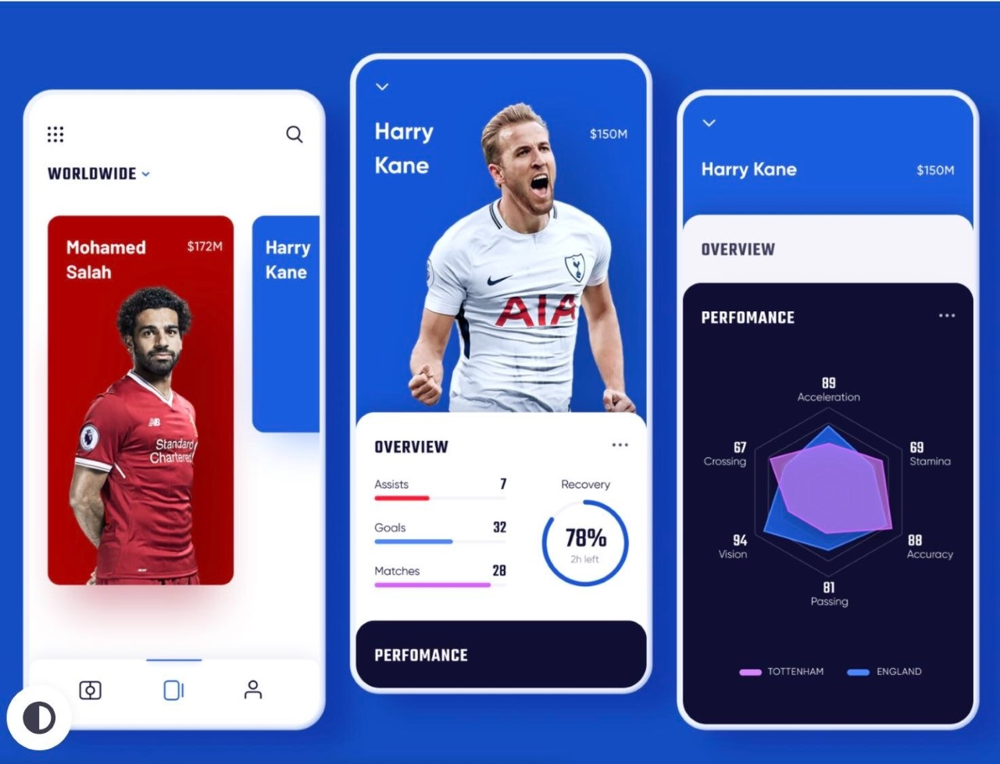 WORLDWIDE
Mohamed
Salah
$172M
NB
Standard
Chartered
Harry
Kane
Harry
Kane
$150M
AIA
OVERVIEW
Assists 7
Goals 32
Matches 28
Recovery
78%
2h left
PERFOMANCE
Harry Kane $150M
OVERVIEW
PERFOMANCE
89
Acceleration
67
Crossing
69
Stamina
94
Vision
88
Accuracy
81
Passing
TOTTENHAM ENGLAND